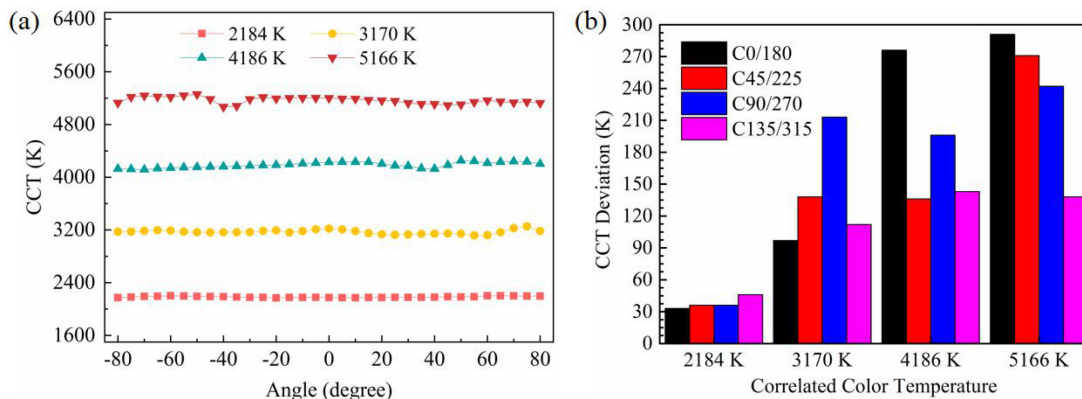 (a)
6400
5600
4800
4000
3200
2400
1600
CCT (K)
2184 K
3170 K
4186 K
5166 K
-80 -60 -40 -20 0 20 40 60 80
Angle (degree)
(b)
300
270
240
210
180
150
120
90
60
30
0
CCT Deviation (K)
C0/180
C45/225
C90/270
C135/315
2184 K 3170 K 4186 K 5166 K
Correlated Color Temperature